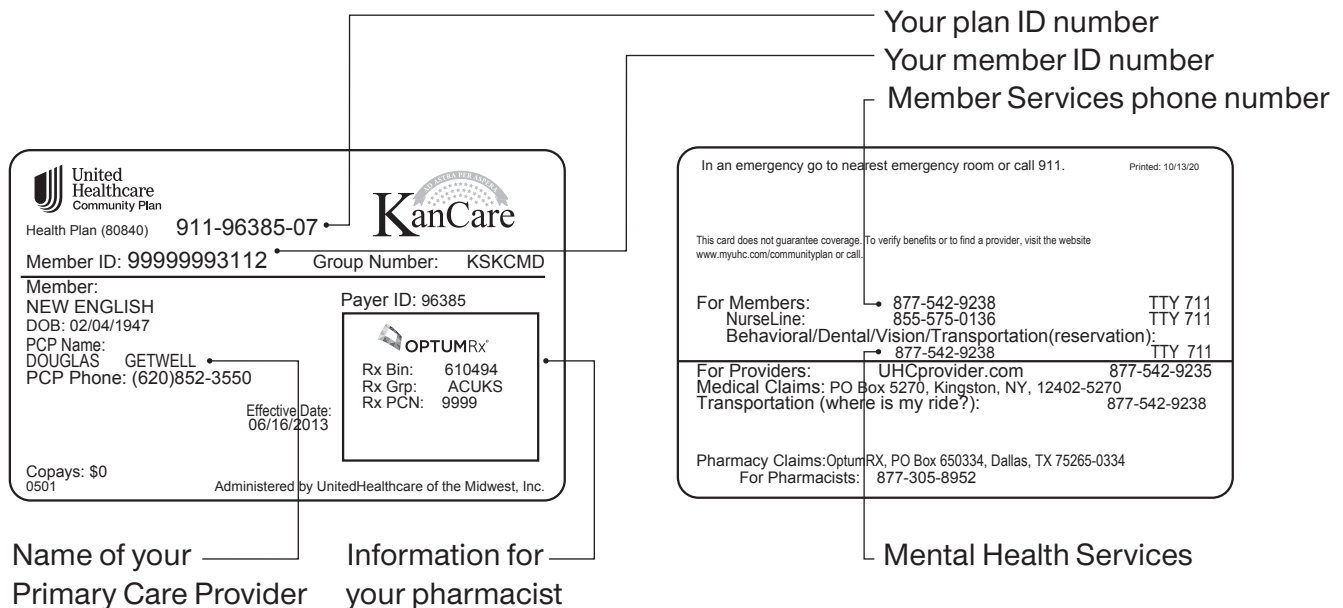 Your plan ID number
Your member ID number
Member Services phone number
United
Healthcare
Community Plan
AD ASTRA PER ASPERA
KanCare
Health Plan (80840) 911-96385-07
Member ID: 99999993112 Group Number: KSKCMD
Member:
NEW ENGLISH
DOB: 02/04/1947
PCP Name:
DOUGLAS GETWELL
PCP Phone: (620)852-3550
Effective Date:
06/16/2013
Payer ID: 96385
OPTUMRx®
Rx Bin: 610494
Rx Grp: ACUKS
Rx PCN: 9999
Copays: $0
0501 Administered by UnitedHealthcare of the Midwest, Inc.
In an emergency go to nearest emergency room or call 911. Printed: 10/13/20
This card does not guarantee coverage. To verify benefits or to find a provider, visit the website
www.myuhc.com/communityplan or call.
For Members: 877-542-9238 TTY 711
NurseLine: 855-575-0136 TTY 711
Behavioral/Dental/Vision/Transportation(reservation):
877-542-9238 TTY 711
For Providers: UHCprovider.com 877-542-9235
Medical Claims: PO Box 5270, Kingston, NY, 12402-5270
Transportation (where is my ride?): 877-542-9238
Pharmacy Claims:OptumRX, PO Box 650334, Dallas, TX 75265-0334
For Pharmacists: 877-305-8952
Name of your
Primary Care Provider
Information for
your pharmacist
Mental Health Services